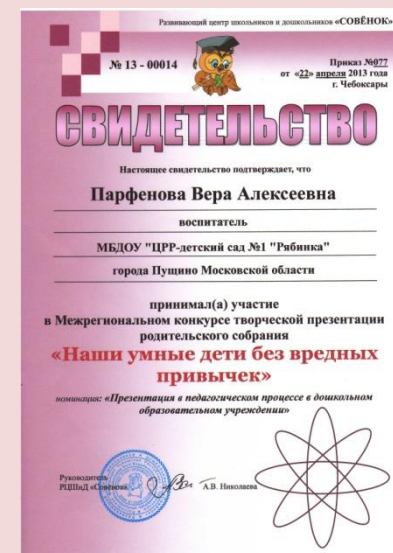 Развивающий центр школьников и дошкольников «СОВЁНОК»
№ 13 - 00014
Приказ №077
от «22» апреля 2013 года
г. Чебоксары
СВИДЕТЕЛЬСТВО
Настоящее свидетельство подтверждает, что
Парфенова Вера Алексеевна
воспитатель
МБДОУ "ЦРР-детский сад №1 "Рябинка"
города Пущино Московской области
принимал(а) участие
в Межрегиональном конкурсе творческой презентации
родительского собрания
«Наши умные дети без вредных
привычек»
номинация: «Презентация в педагогическом процессе в дошкольном
образовательном учреждении»
Руководитель
РЦШиД «Совёнок»
А.В. Николаева